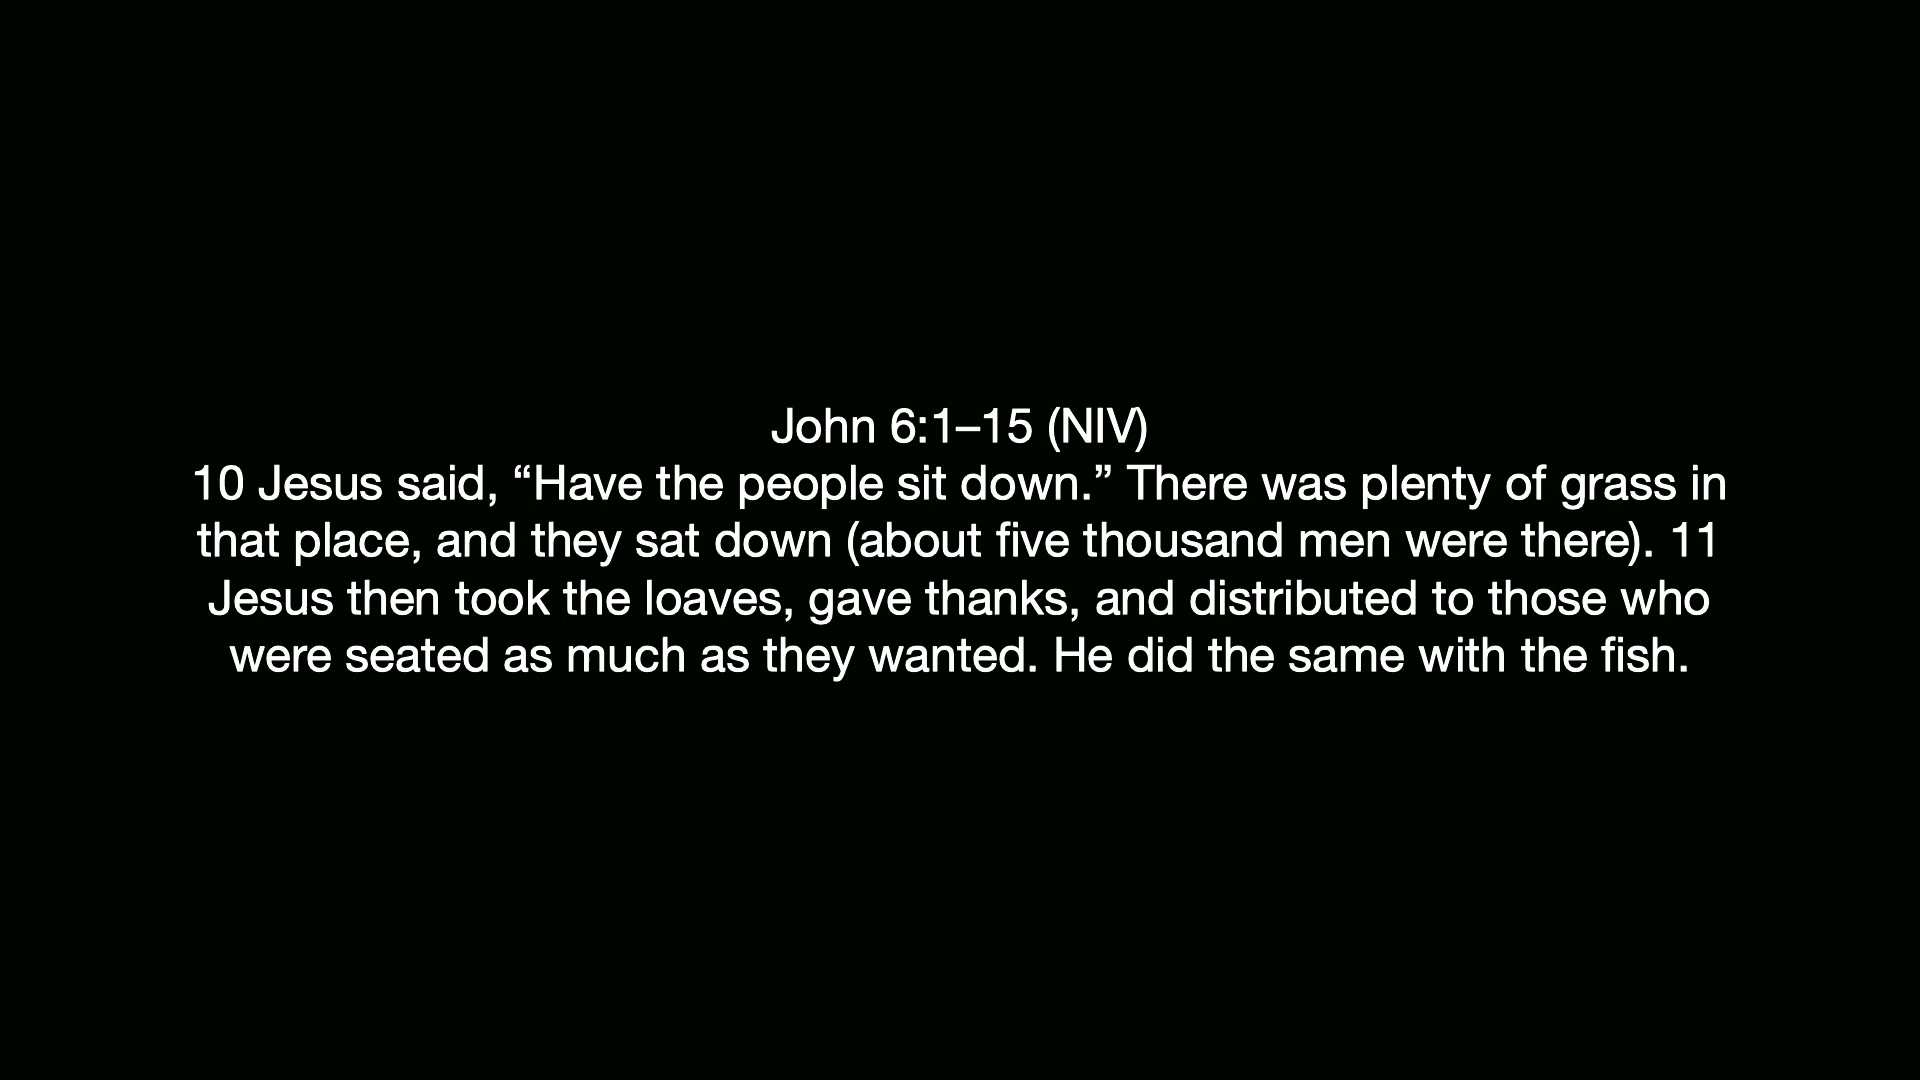 John 6:1–15 (NIV)
10 Jesus said, “Have the people sit down.” There was plenty of grass in
that place, and they sat down (about five thousand men were there). 11
Jesus then took the loaves, gave thanks, and distributed to those who
were seated as much as they wanted. He did the same with the fish.